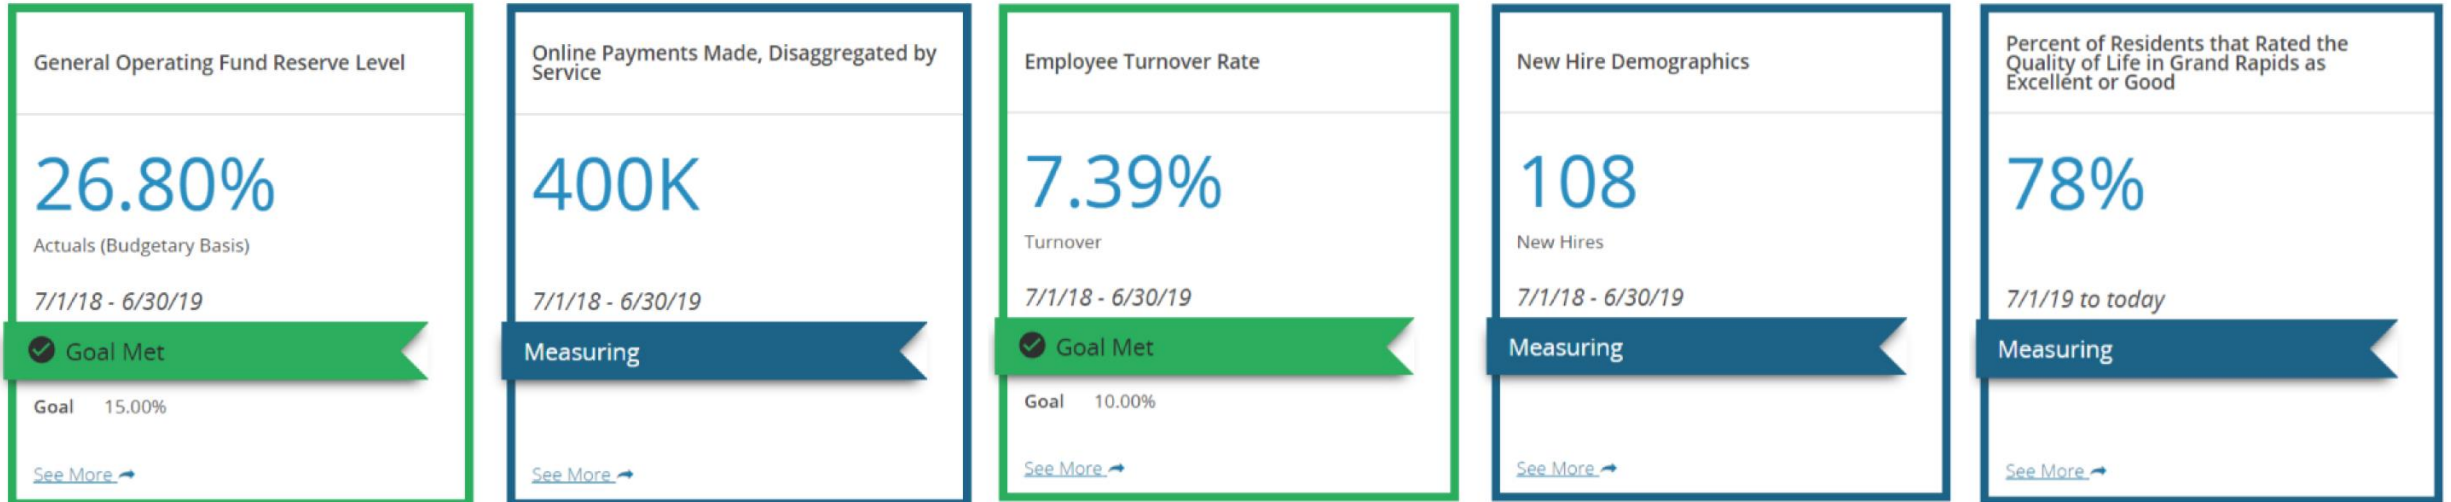 General Operating Fund Reserve Level
26.80%
Actuals (Budgetary Basis)
7/1/18 - 6/30/19
Goal Met
Goal 15.00%
See More
Online Payments Made, Disaggregated by
Service
400K
7/1/18 - 6/30/19
Measuring
See More
Employee Turnover Rate
7.39%
Turnover
7/1/18 - 6/30/19
Goal Met
Goal 10.00%
See More
New Hire Demographics
108
New Hires
7/1/18 - 6/30/19
Measuring
See More
Percent of Residents that Rated the
Quality of Life in Grand Rapids as
Excellent or Good
78%
7/1/19 to today
Measuring
See More